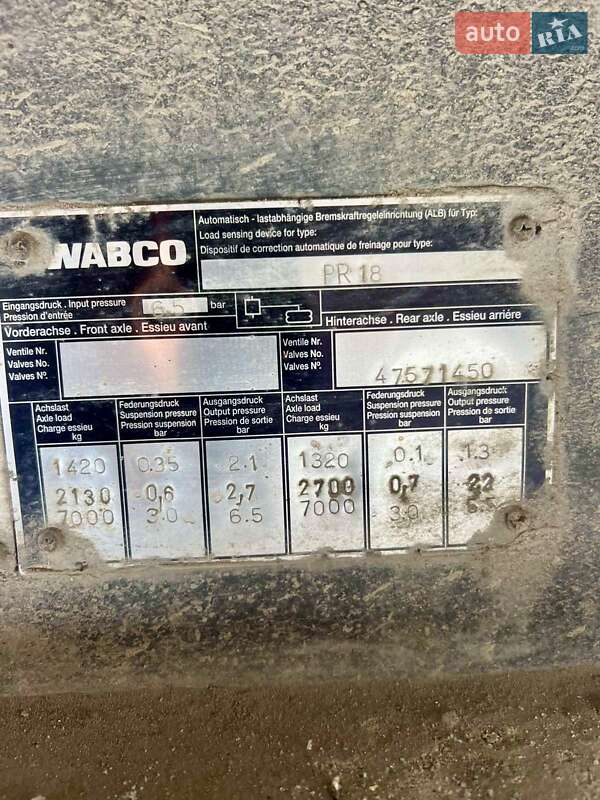 auto RIA
.com
WABCO
Automatisch - lastabhängige Bremskraftregeleinrichtung (ALB) für Typ:
Load sensing device for type:
Dispositif de correction automatique de freinage pour type:
PR 18
Eingangsdruck . Input pressure
Pression d'entrée
6.5 bar
Vorderachse . Front axle . Essieu avant
Hinterachse . Rear axle . Essieu arriére
Ventile Nr.
Valves No.
Valves Nº.
Ventile Nr.
Valves No.
Valves Nº.
47571450
Achslast
Axle load
Charge essieu
kg
Federungsdruck
Suspension pressure
Pression suspension
bar
Ausgangsdruck
Output pressure
Pression de sortie
bar
Achslast
Axle load
Charge essieu
kg
Federungsdruck
Suspension pressure
Pression suspension
bar
Ausgangsdruck
Output pressure
Pression de sortie
bar
1420 0.35 2.1 1320 0.1 1.3
2130 0,6 2,7 2700 0,7 22
7000 3.0 6.5 7000 3.0